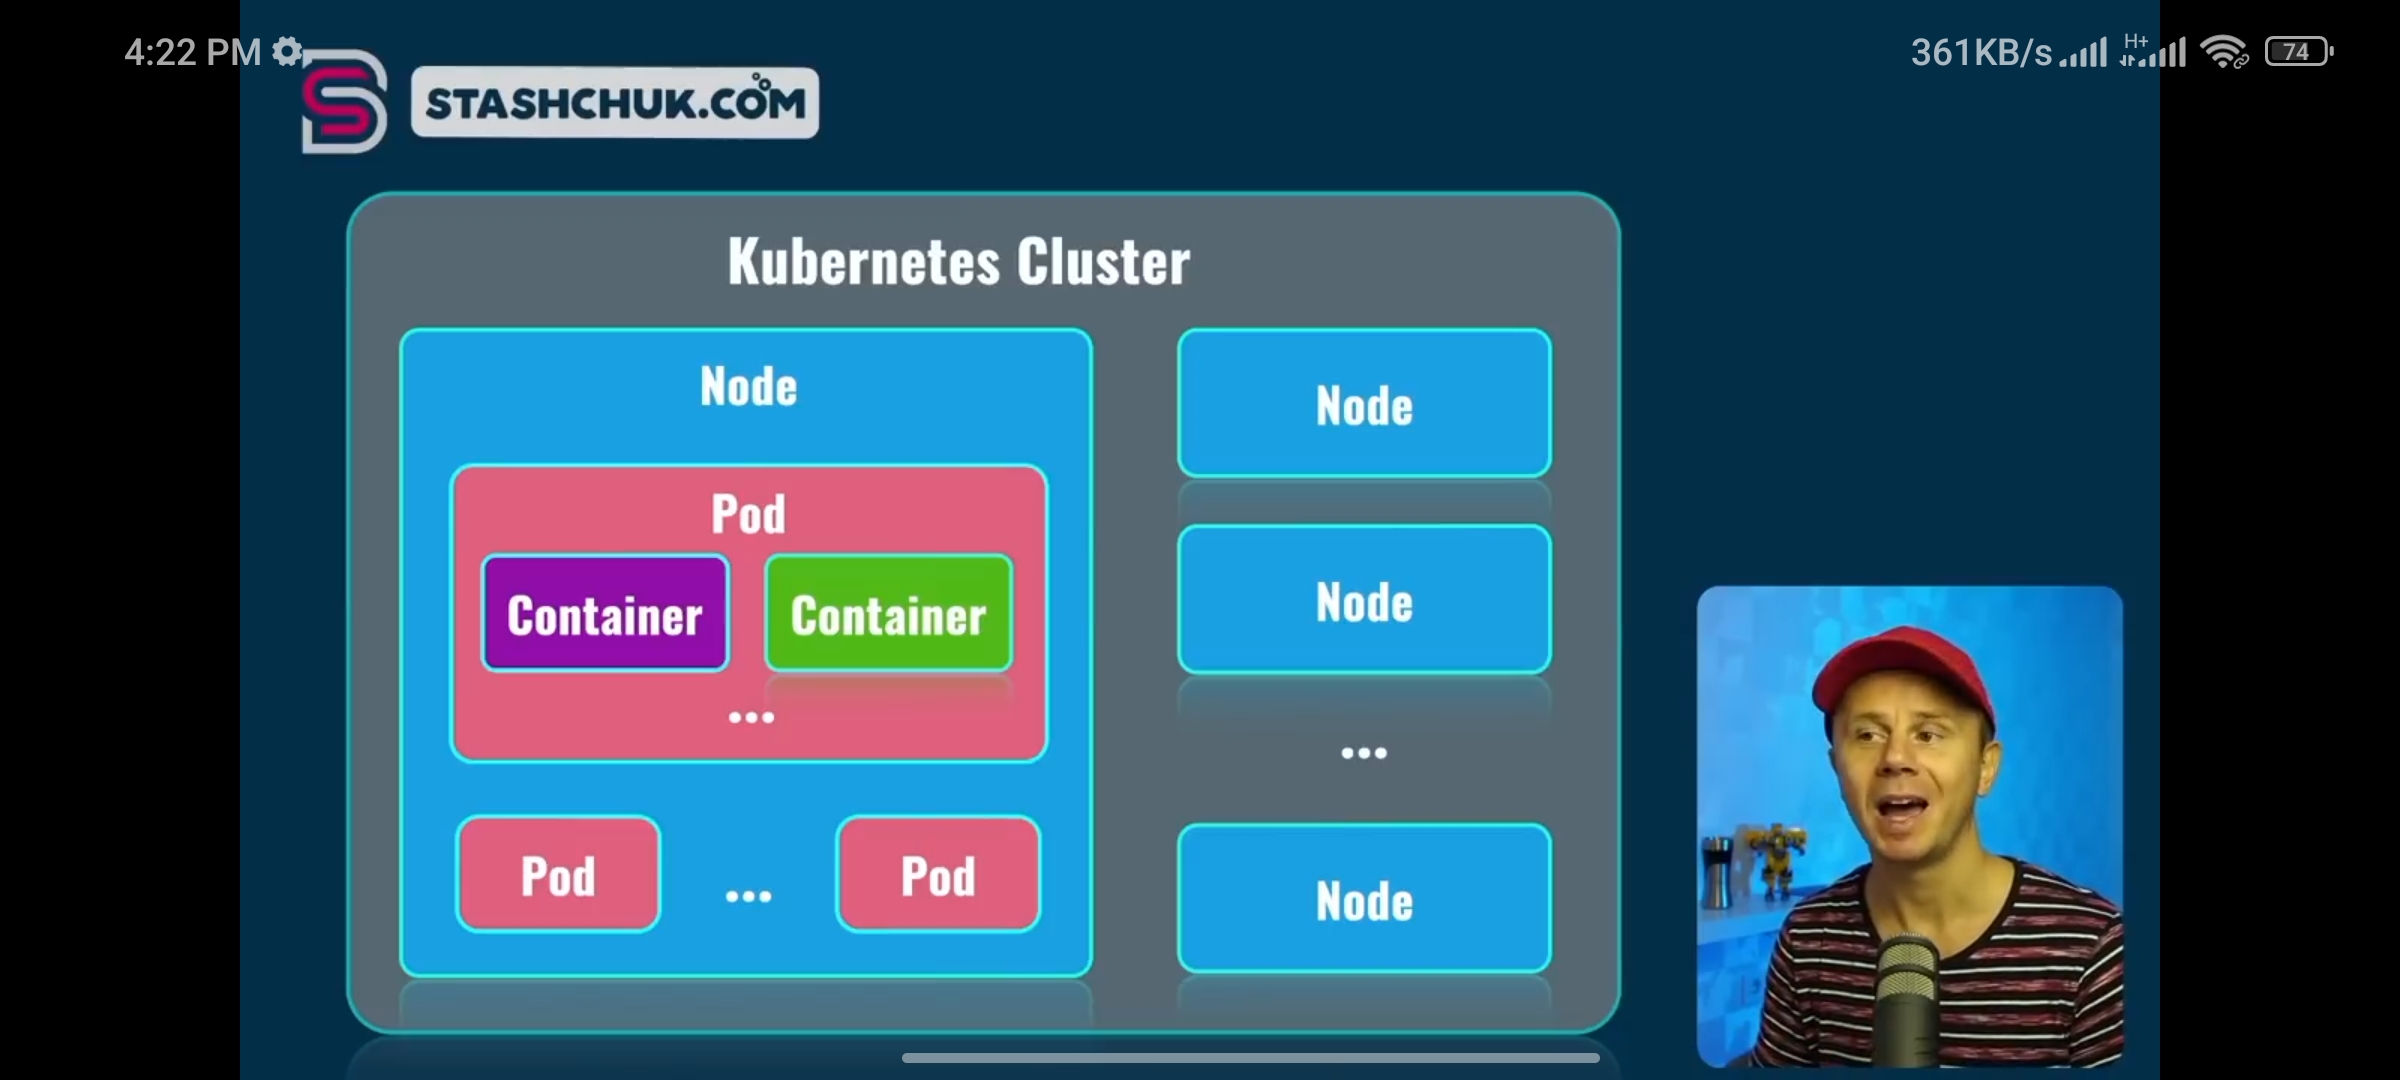 4:22 PM
361KB/s
H+
74
STASHCHUK.COM
Kubernetes Cluster
Node
Pod
Container
Container
...
Pod
...
Pod
Node
Node
...
Node